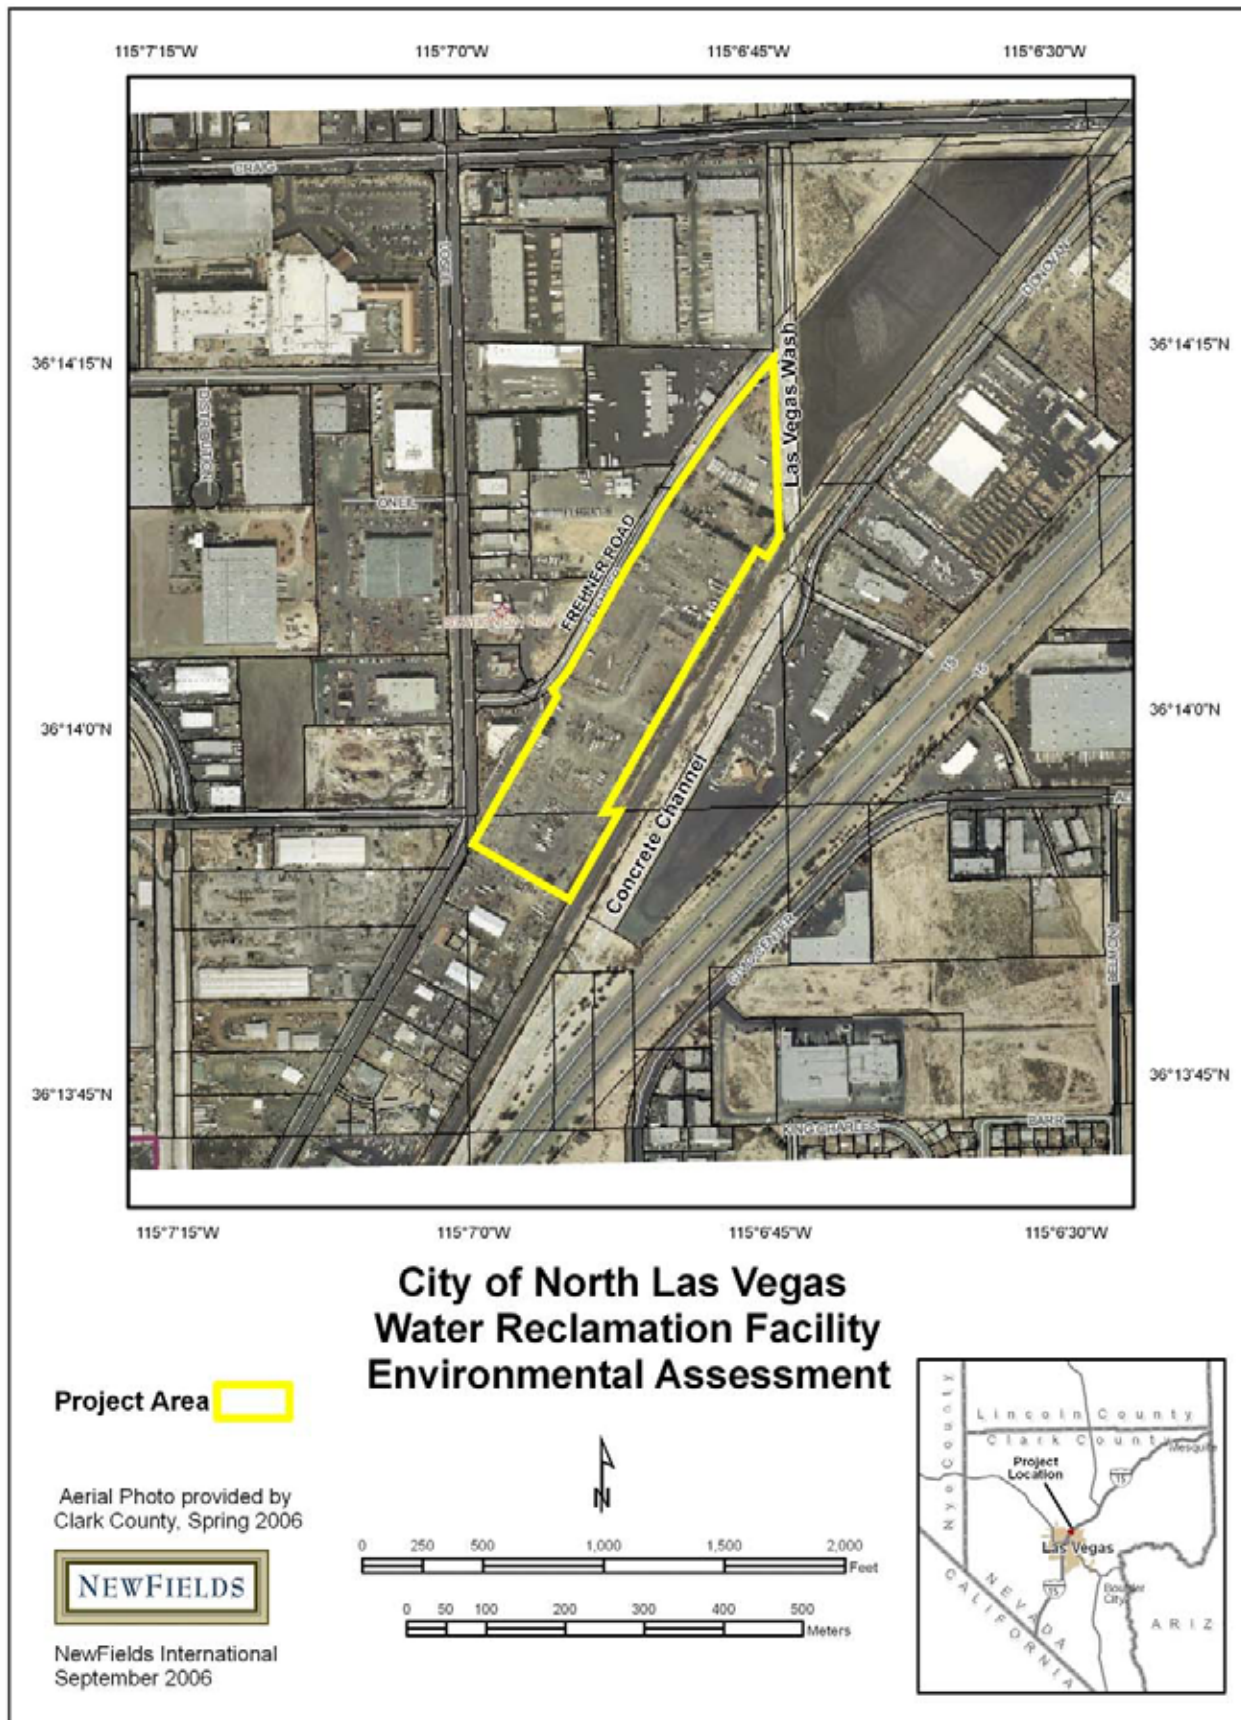 115°7'15"W 115°7'0"W 115°6'45"W 115°6'30"W
CRAIG
LOSEE
DONOVAN
36°14'15"N
36°14'15"N
Las Vegas Wash
DISTRIBUTION
ONEIL
FREHNER ROAD
FREHNER
15
15
36°14'0"N
36°14'0"N
Concrete Channel
CIVIC CENTER
BELMONT
36°13'45"N
36°13'45"N
KING CHARLES
BARR
115°7'15"W 115°7'0"W 115°6'45"W 115°6'30"W
City of North Las Vegas
Water Reclamation Facility
Environmental Assessment
Project Area
Aerial Photo provided by
Clark County, Spring 2006
NEWFIELDS
NewFields International
September 2006
N
0 250 500 1,000 1,500 2,000
Feet
0 50 100 200 300 400 500
Meters
Nye County
Lincoln County
Clark County
Mesquite
Project
Location
15
Las Vegas
15
Boulder
City
NEVADA
CALIFORNIA
ARIZ